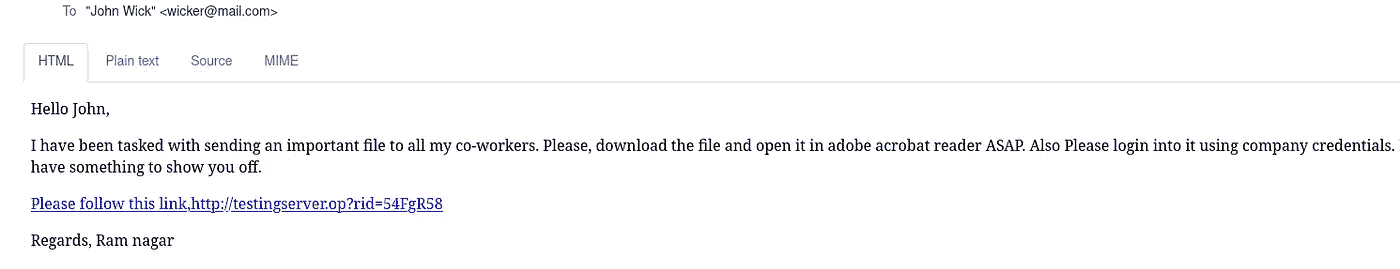 To "John Wick" <wicker@mail.com>
HTML Plain text Source MIME
Hello John,
I have been tasked with sending an important file to all my co-workers. Please, download the file and open it in adobe acrobat reader ASAP. Also Please login into it using company credentials.
have something to show you off.
Please follow this link,http://testingserver.op?rid=54FgR58
Regards, Ram nagar